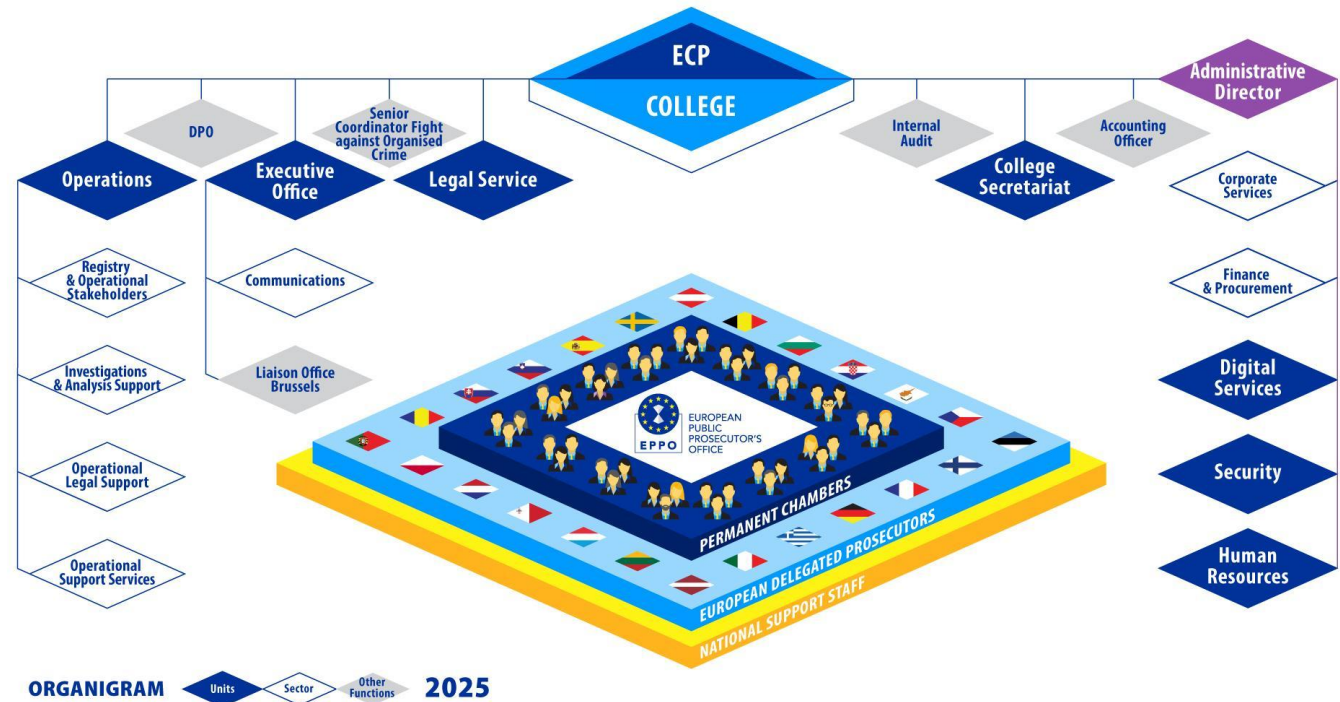 ECP
COLLEGE
Administrative
Director
DPO
Senior
Coordinator Fight
against Organised
Crime
Internal
Audit
Accounting
Officer
Operations
Executive
Office
Legal Service
College
Secretariat
Corporate
Services
Registry
& Operational
Stakeholders
Communications
Finance
& Procurement
Investigations
& Analysis Support
Liaison Office
Brussels
Digital
Services
EPPO
EUROPEAN
PUBLIC
PROSECUTOR'S
OFFICE
Operational
Legal Support
Security
PERMANENT CHAMBERS
EUROPEAN DELEGATED PROSECUTORS
NATIONAL SUPPORT STAFF
Operational
Support Services
Human
Resources
ORGANIGRAM
Units
Sector
Other
Functions
2025